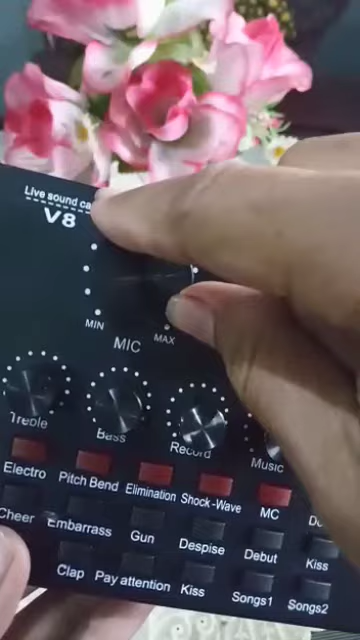 Live sound ca
V8
MIN MAX
MIC
Treble Bass Record Music
Electro Pitch Bend Elimination Shock-Wave MC
Cheer Embarrass Gun Despise Debut Kiss
Clap Pay attention Kiss Songs1 Songs2